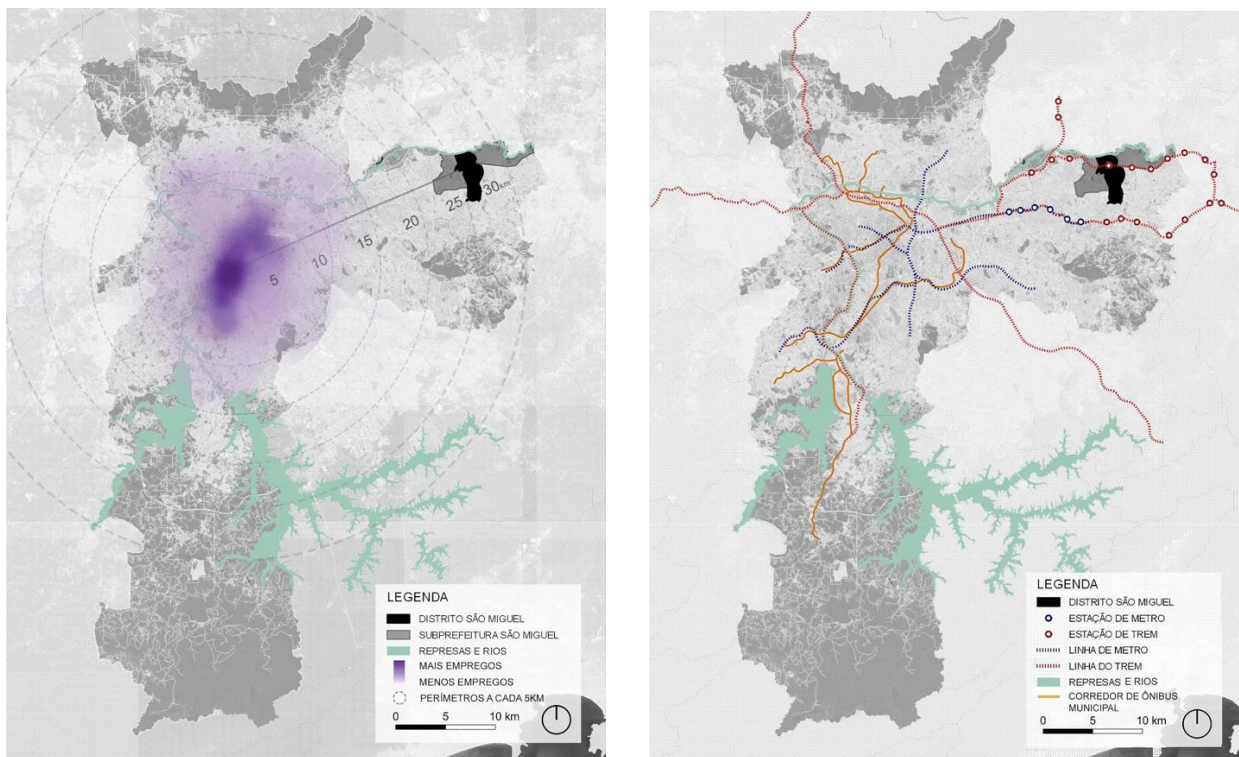 5
10
15
20
25
30km
LEGENDA
DISTRITO SÃO MIGUEL
SUBPREFEITURA SÃO MIGUEL
REPRESAS E RIOS
MAIS EMPREGOS
MENOS EMPREGOS
PERÍMETROS A CADA 5KM
0 5 10 km
LEGENDA
DISTRITO SÃO MIGUEL
ESTAÇÃO DE METRO
ESTAÇÃO DE TREM
LINHA DE METRO
LINHA DO TREM
REPRESAS E RIOS
CORREDOR DE ÔNIBUS
MUNICIPAL
0 5 10 km